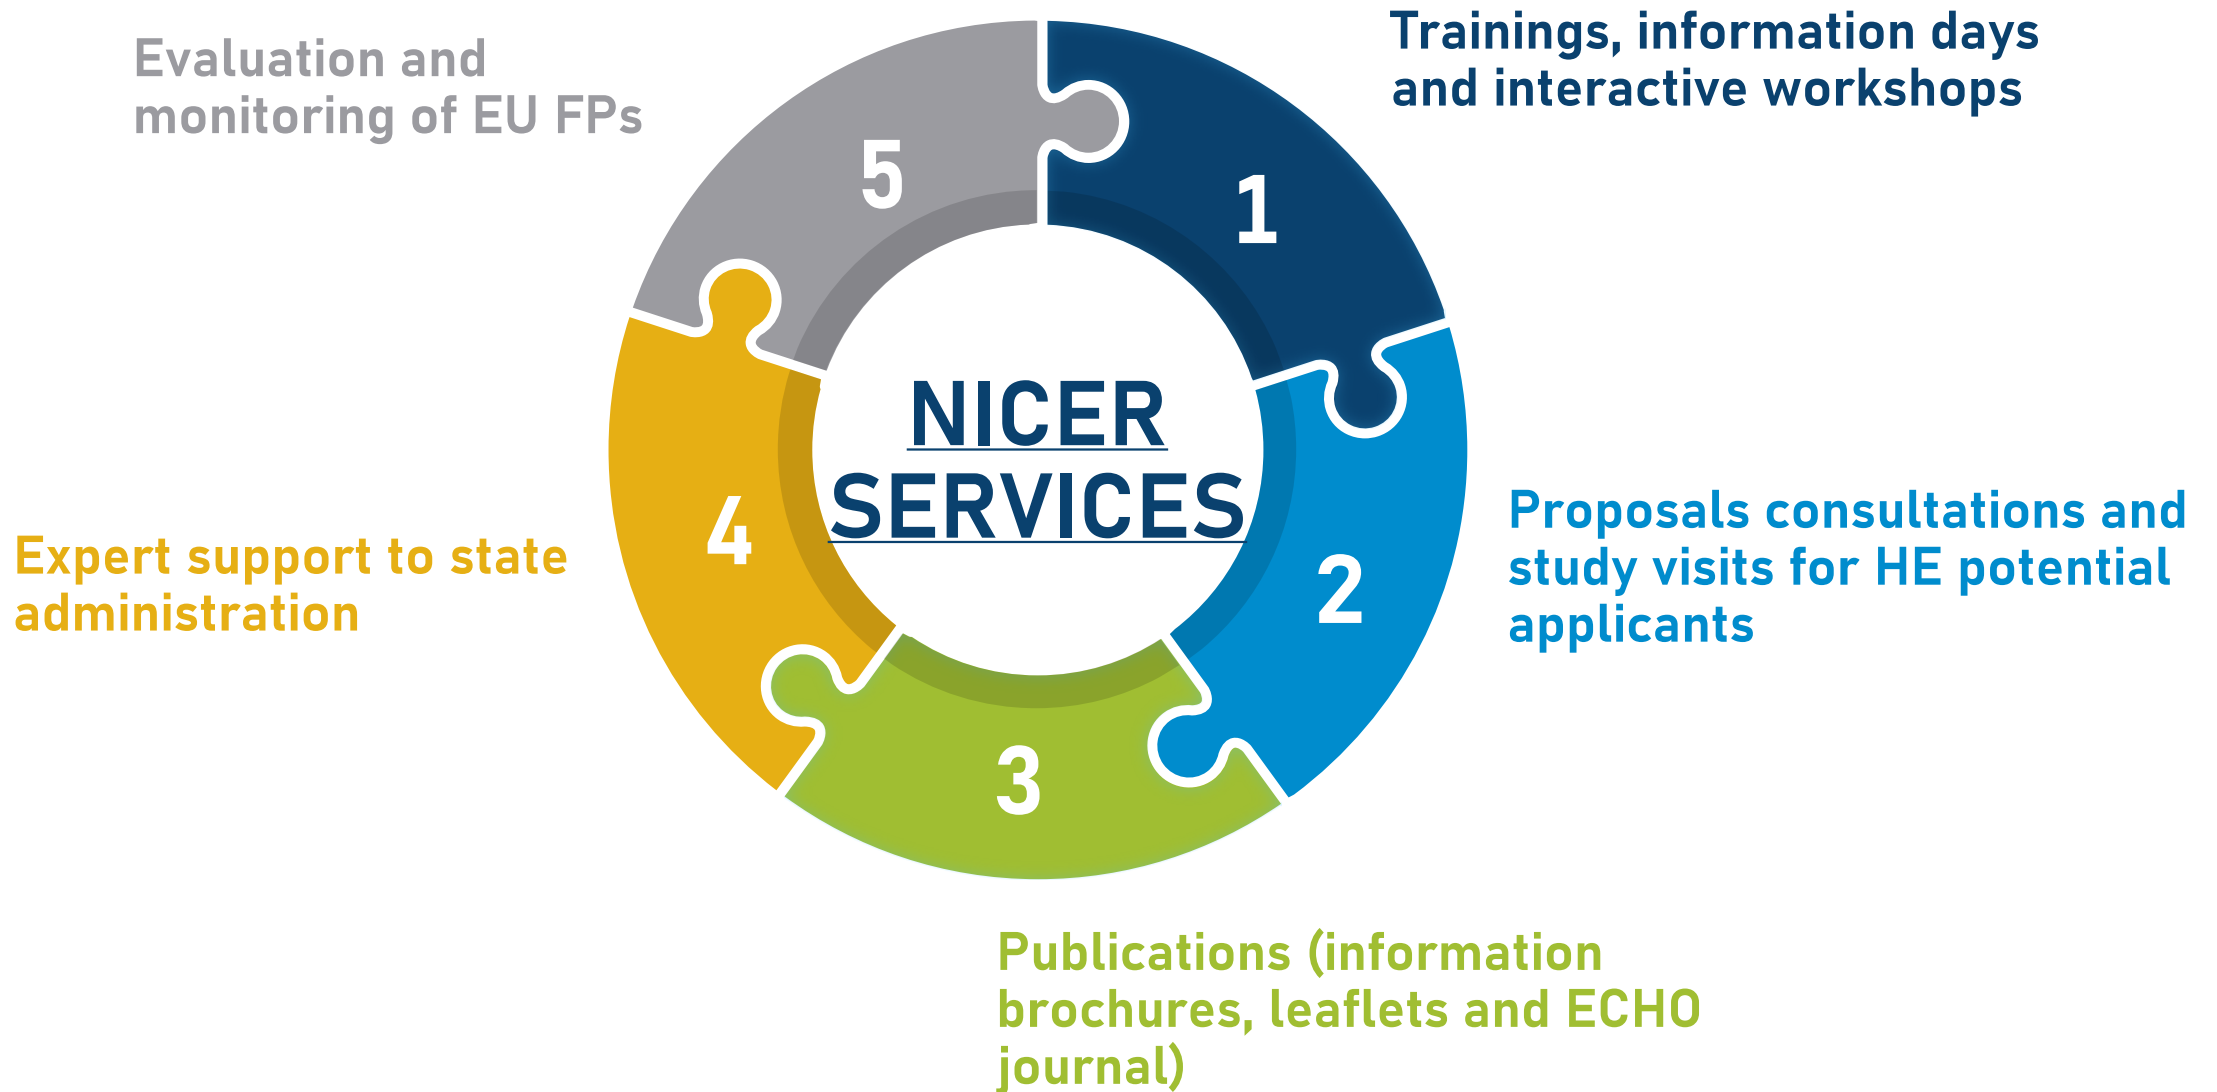 Evaluation and
monitoring of EU FPs
Trainings, information days
and interactive workshops
5
1
NICER
SERVICES
4
2
Expert support to state
administration
Proposals consultations and
study visits for HE potential
applicants
3
Publications (information
brochures, leaflets and ECHO
journal)